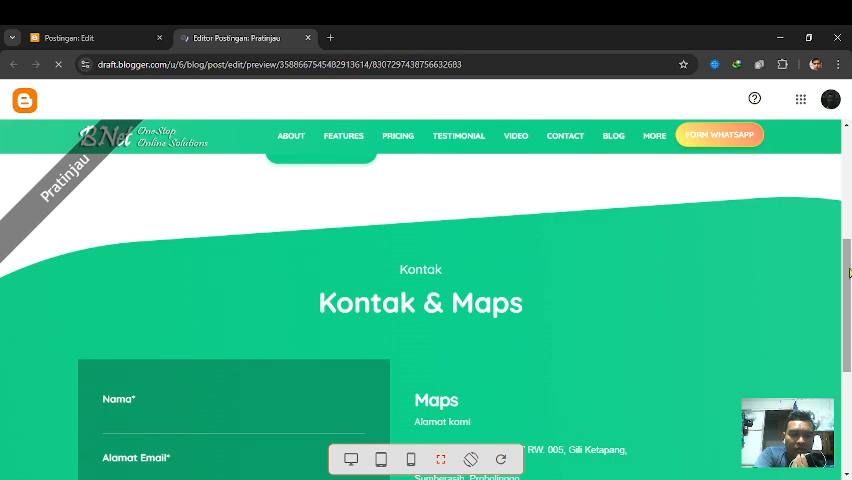 Postingan: Edit
Editor Postingan: Pratinjau
draft.blogger.com/u/6/blog/post/edit/preview/3588667545482913614/8307297438756632683
BNet OneStop
Online Solutions
ABOUT FEATURES PRICING TESTIMONIAL VIDEO CONTACT BLOG MORE FORM WHATSAPP
Pratinjau
Kontak
Kontak & Maps
Nama*
Alamat Email*
Maps
Alamat kami
RW. 005, Gili Ketapang,
Sumberasih, Probolinggo